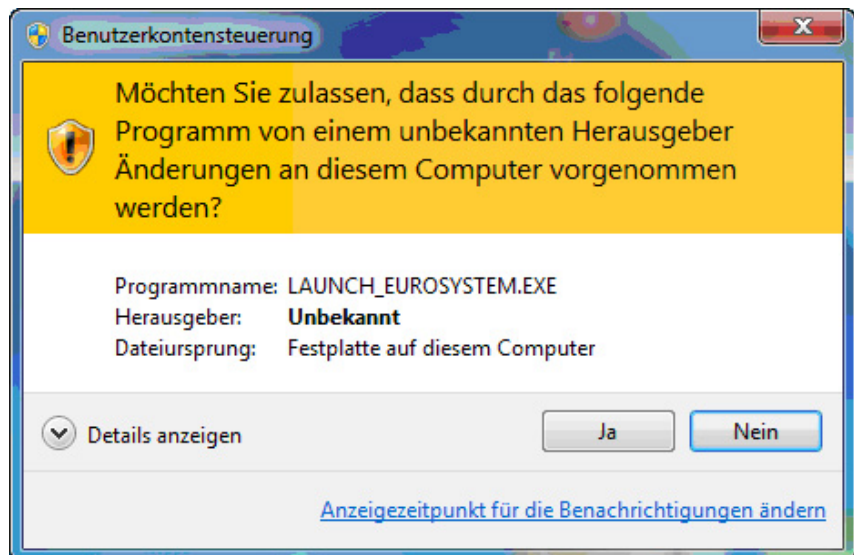 Benutzerkontensteuerung
Möchten Sie zulassen, dass durch das folgende
Programm von einem unbekannten Herausgeber
Änderungen an diesem Computer vorgenommen
werden?
Programmname: LAUNCH_EUROSYSTEM.EXE
Herausgeber: Unbekannt
Dateiursprung: Festplatte auf diesem Computer
Details anzeigen Ja Nein
Anzeigezeitpunkt für die Benachrichtigungen ändern